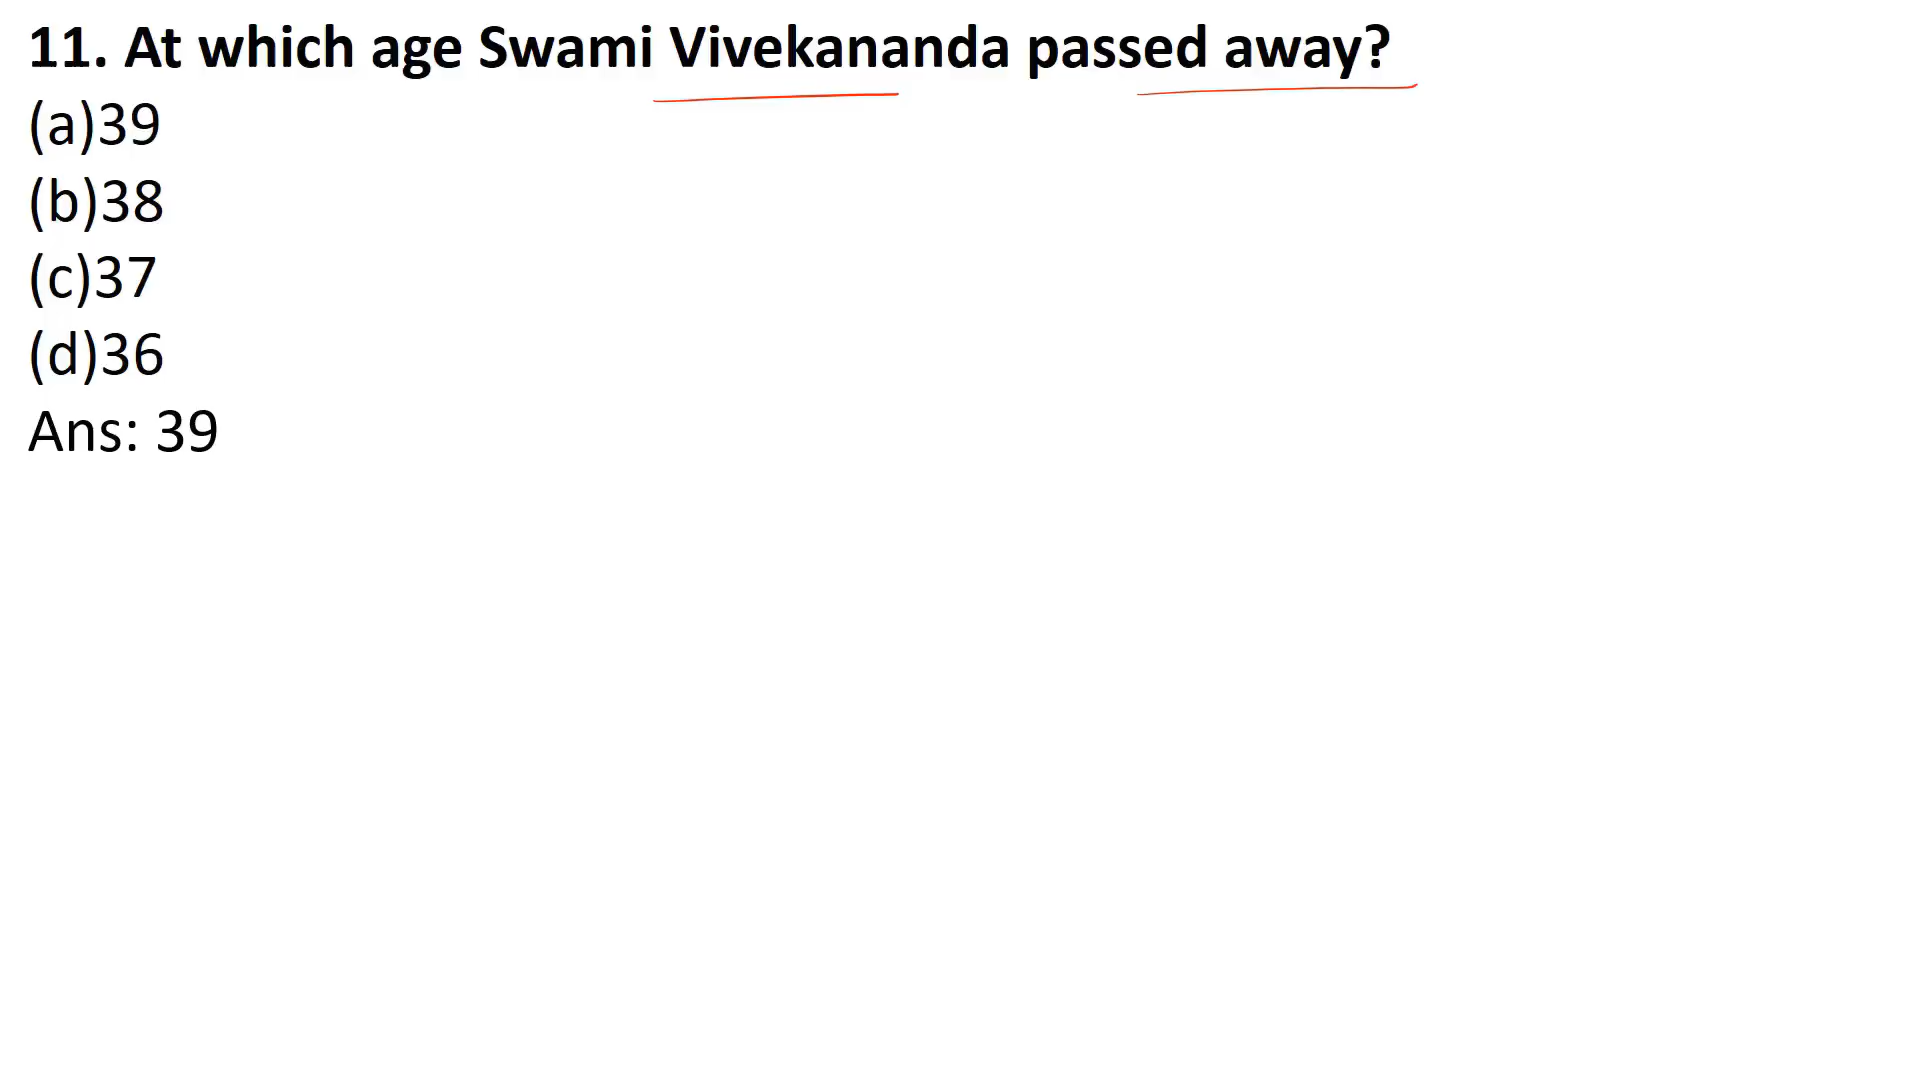 11. At which age Swami Vivekananda passed away?
(a)39
(b)38
(c)37
(d)36
Ans: 39